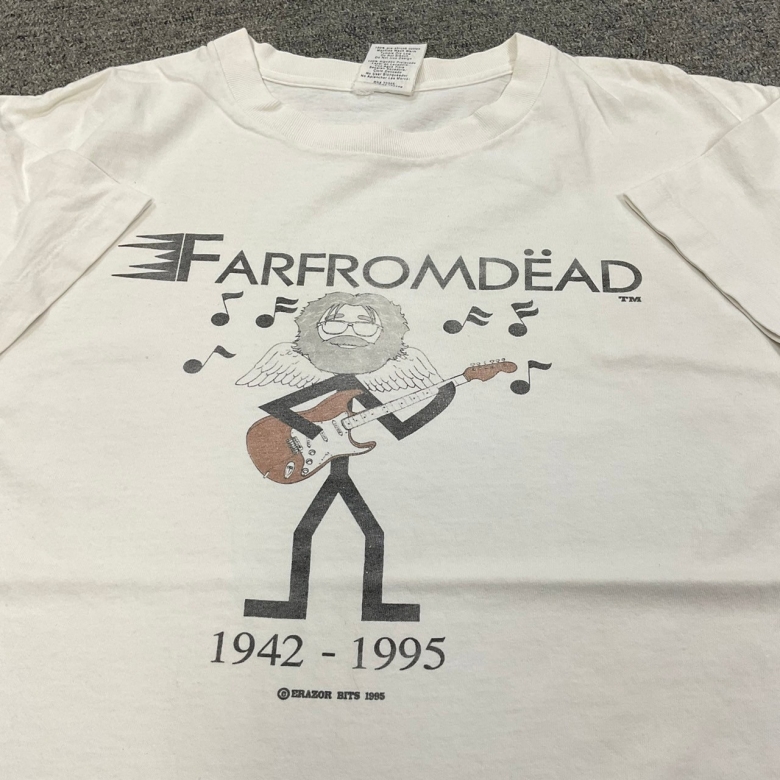 FARFROMDËAD
TM
1942 - 1995
© ERAZOR BITS 1995